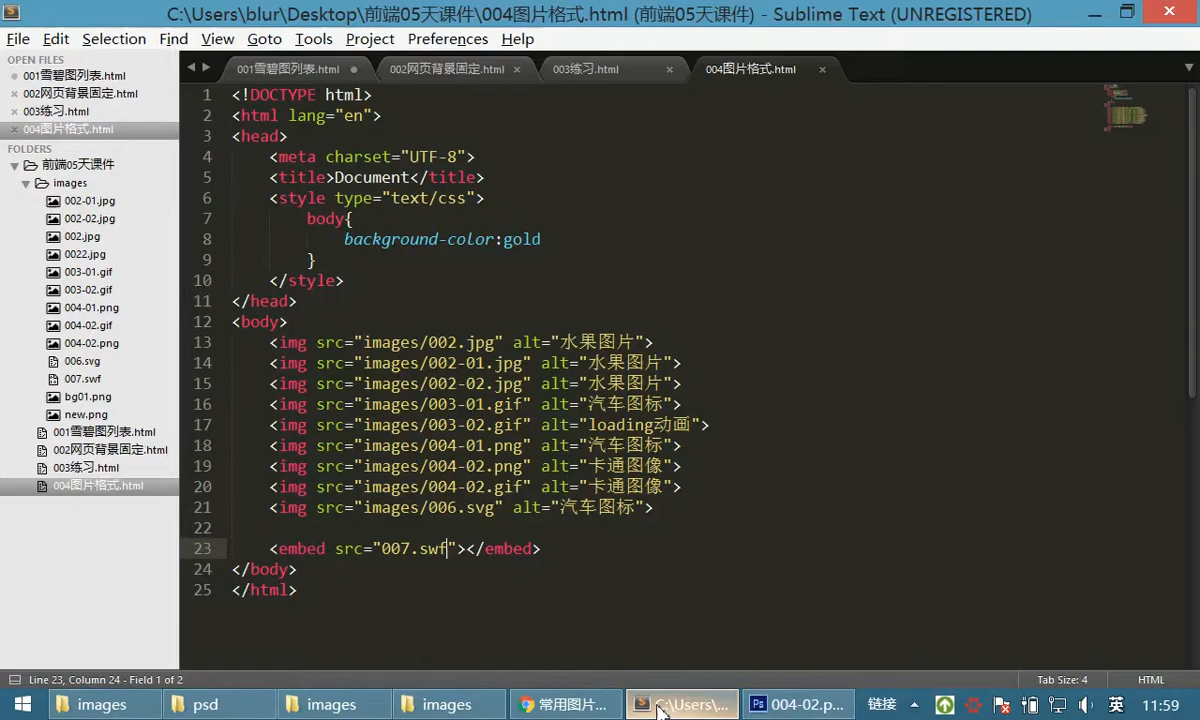 C:\Users\blur\Desktop\前端05天课件\004图片格式.html (前端05天课件) - Sublime Text (UNREGISTERED)
File Edit Selection Find View Goto Tools Project Preferences Help
OPEN FILES
001雪碧图列表.html
002网页背景固定.html
003练习.html
004图片格式.html
FOLDERS
前端05天课件
images
002-01.jpg
002-02.jpg
002.jpg
0022.jpg
003-01.gif
003-02.gif
004-01.png
004-02.gif
004-02.png
006.svg
007.swf
bg01.png
new.png
001雪碧图列表.html
002网页背景固定.html
003练习.html
004图片格式.html
001雪碧图列表.html 002网页背景固定.html 003练习.html 004图片格式.html
1 <!DOCTYPE html>
2 <html lang="en">
3 <head>
4 <meta charset="UTF-8">
5 <title>Document</title>
6 <style type="text/css">
7 body{
8 background-color:gold
9 }
10 </style>
11 </head>
12 <body>
13 <img src="images/002.jpg" alt="水果图片">
14 <img src="images/002-01.jpg" alt="水果图片">
15 <img src="images/002-02.jpg" alt="水果图片">
16 <img src="images/003-01.gif" alt="汽车图标">
17 <img src="images/003-02.gif" alt="loading动画">
18 <img src="images/004-01.png" alt="汽车图标">
19 <img src="images/004-02.png" alt="卡通图像">
20 <img src="images/004-02.gif" alt="卡通图像">
21 <img src="images/006.svg" alt="汽车图标">
22
23 <embed src="007.swf"></embed>
24 </body>
25 </html>
Line 23, Column 24 - Field 1 of 2 Tab Size: 4 HTML
images psd images images 常用图片... C:\Users\... 004-02.p... 链接 英 11:59